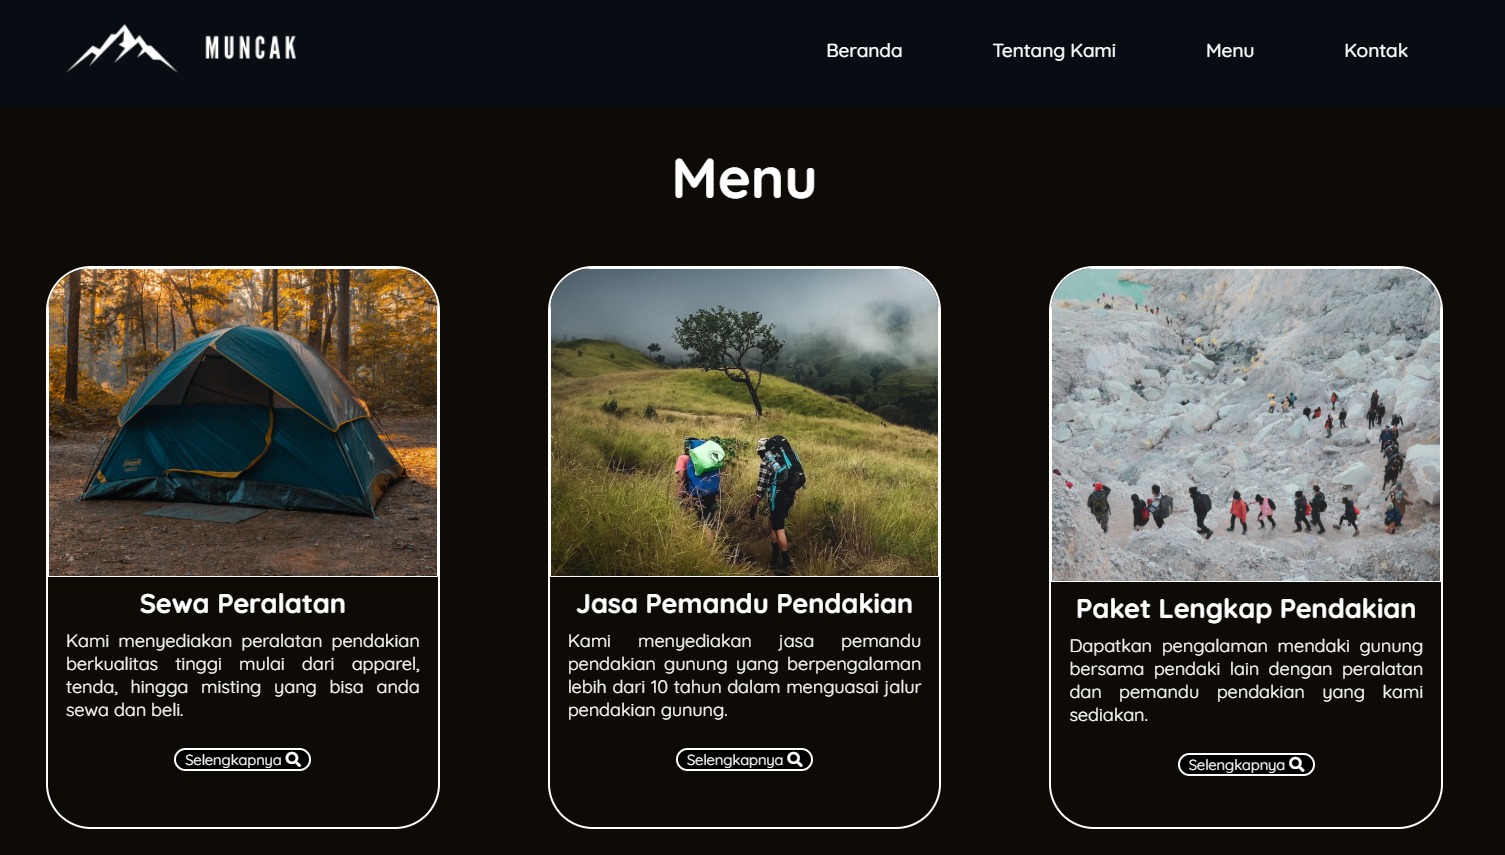 MUNCAK
Beranda
Tentang Kami
Menu
Kontak
Menu
Sewa Peralatan
Kami menyediakan peralatan pendakian
berkualitas tinggi mulai dari apparel,
tenda, hingga misting yang bisa anda
sewa dan beli.
Selengkapnya
Jasa Pemandu Pendakian
Kami menyediakan jasa pemandu
pendakian gunung yang berpengalaman
lebih dari 10 tahun dalam menguasai jalur
pendakian gunung.
Selengkapnya
Paket Lengkap Pendakian
Dapatkan pengalaman mendaki gunung
bersama pendaki lain dengan peralatan
dan pemandu pendakian yang kami
sediakan.
Selengkapnya